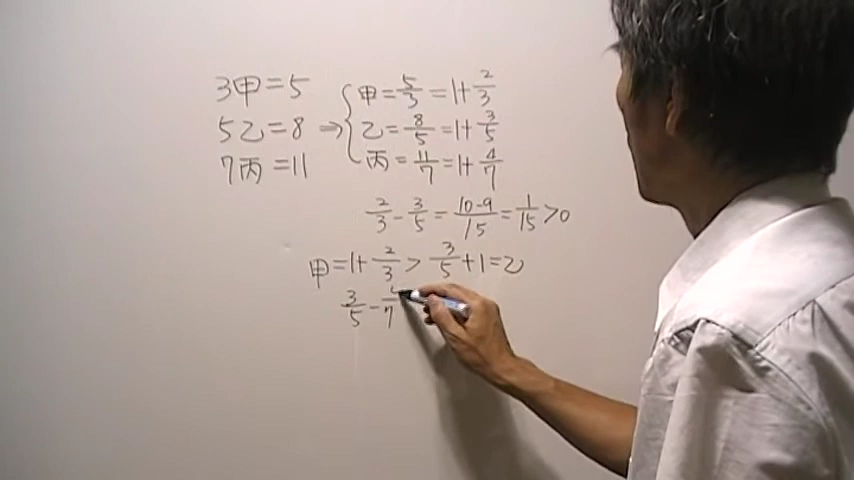 3甲=5
5乙=8
7丙=11
⇒{甲=5/3=1+2/3
乙=8/5=1+3/5
丙=11/7=1+4/7
2/3-3/5=10-9/15=1/15>0
甲=1+2/3>3/5+1=乙
3/5- /7